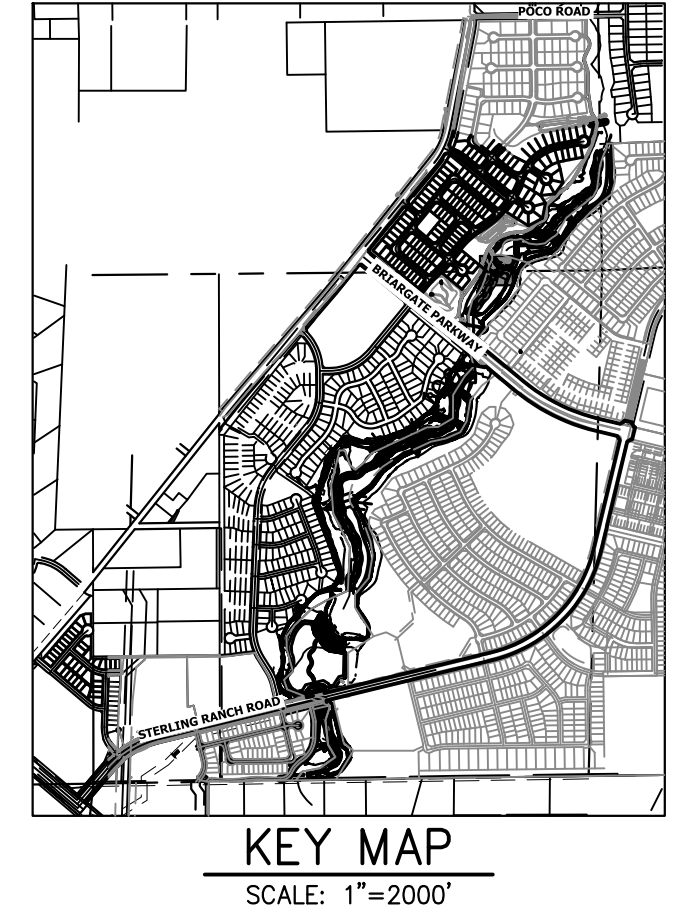 POCO ROAD
BRIARGATE PARKWAY
STERLING RANCH ROAD
KEY MAP
SCALE: 1"=2000'